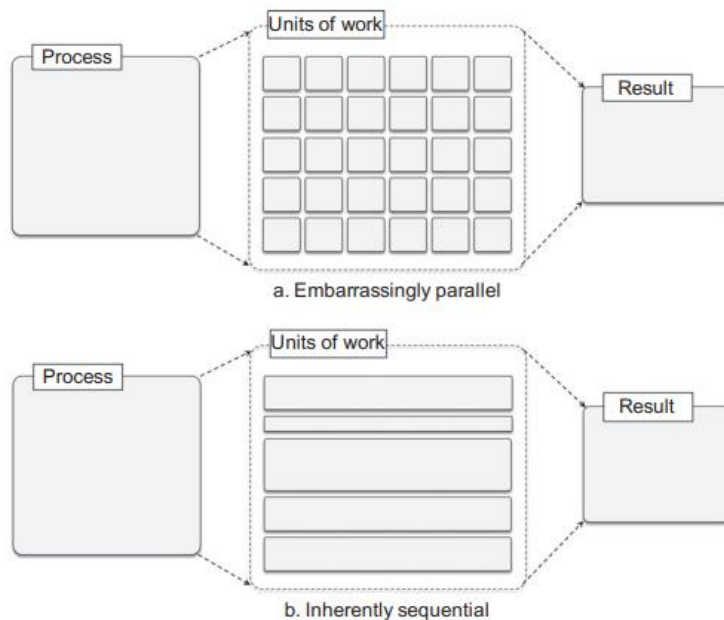 Units of work
Process
Result
a. Embarrassingly parallel
Units of work
Process
Result
b. Inherently sequential